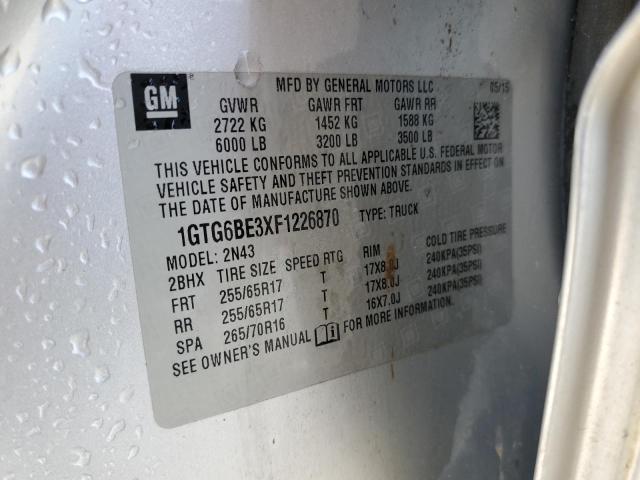 GM
MFD BY GENERAL MOTORS LLC 05/15
GVWR GAWR FRT GAWR RR
2722 KG 1452 KG 1588 KG
6000 LB 3200 LB 3500 LB
THIS VEHICLE CONFORMS TO ALL APPLICABLE U.S. FEDERAL MOTOR
VEHICLE SAFETY AND THEFT PREVENTION STANDARDS IN EFFECT ON
THE DATE OF MANUFACTURE SHOWN ABOVE.
1GTG6BE3XF1226870 TYPE: TRUCK
MODEL: 2N43
2BHX TIRE SIZE SPEED RTG RIM COLD TIRE PRESSURE
FRT 255/65R17 T 17X8.0J 240KPA(35PSI)
RR 255/65R17 T 17X8.0J 240KPA(35PSI)
SPA 265/70R16 T 16X7.0J 240KPA(35PSI)
SEE OWNER'S MANUAL FOR MORE INFORMATION.